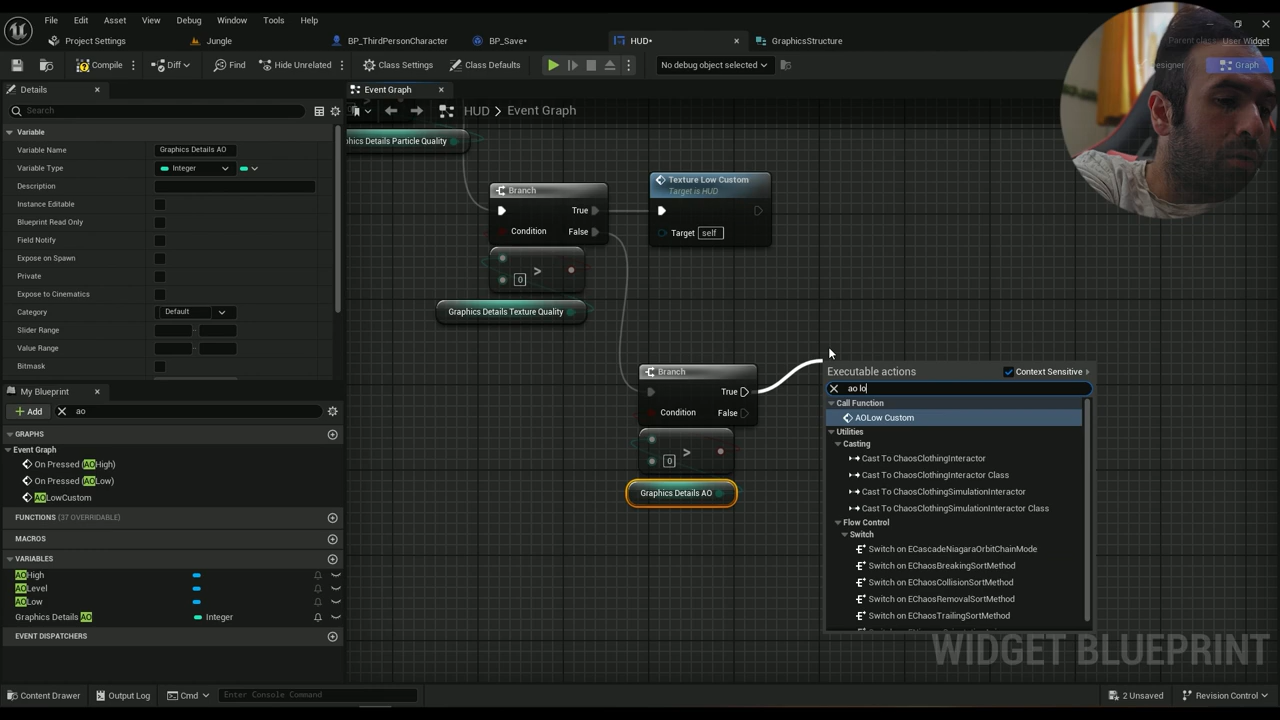 File Edit Asset View Debug Window Tools Help
Project Settings Jungle BP_ThirdPersonCharacter BP_Save• HUD• GraphicsStructure Parent class: User Widget
Compile Diff Find Hide Unrelated Class Settings Class Defaults No debug object selected Designer Graph
Details
Search
Variable
Variable Name Graphics Details AO
Variable Type Integer
Description
Instance Editable
Blueprint Read Only
Field Notify
Expose on Spawn
Private
Expose to Cinematics
Category Default
Slider Range
Value Range
Bitmask
My Blueprint
Add ao
GRAPHS
Event Graph
On Pressed (AOHigh)
On Pressed (AOLow)
AOLowCustom
FUNCTIONS (37 OVERRIDABLE)
MACROS
VARIABLES
AOHigh
AOLevel
AOLow
Graphics Details AO Integer
EVENT DISPATCHERS
Event Graph
HUD > Event Graph
phics Details Particle Quality
Branch
True
Condition False
0 >
Graphics Details Texture Quality
Texture Low Custom
Target is HUD
Target self
Branch
True
Condition False
0 >
Graphics Details AO
Executable actions Context Sensitive
ao lo
Call Function
AOLow Custom
Utilities
Casting
Cast To ChaosClothingInteractor
Cast To ChaosClothingInteractor Class
Cast To ChaosClothingSimulationInteractor
Cast To ChaosClothingSimulationInteractor Class
Flow Control
Switch
Switch on ECascadeNiagaraOrbitChainMode
Switch on EChaosBreakingSortMethod
Switch on EChaosCollisionSortMethod
Switch on EChaosRemovalSortMethod
Switch on EChaosTrailingSortMethod
WIDGET BLUEPRINT
Content Drawer Output Log Cmd Enter Console Command 2 Unsaved Revision Control